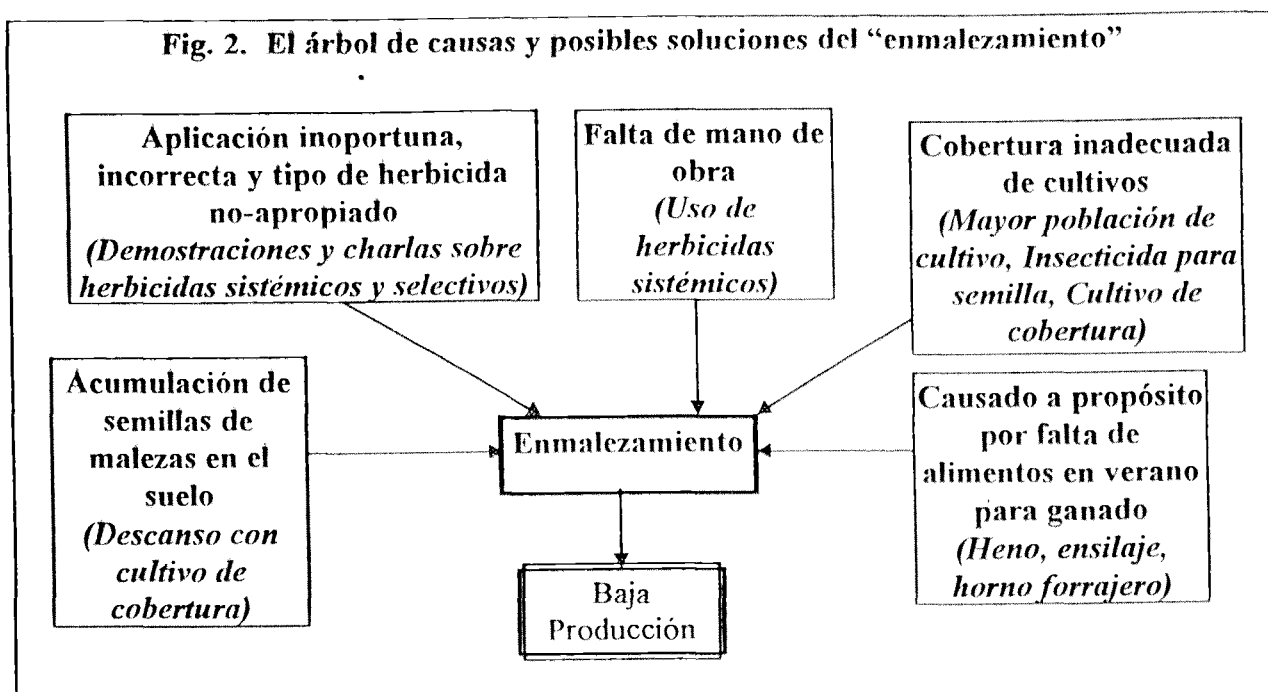 Fig. 2. El árbol de causas y posibles soluciones del “enmalezamiento”
Aplicación inoportuna,
incorrecta y tipo de herbicida
no-apropiado
(Demostraciones y charlas sobre
herbicidas sistémicos y selectivos)
Falta de mano de
obra
(Uso de
herbicidas
sistémicos)
Cobertura inadecuada
de cultivos
(Mayor población de
cultivo, Insecticida para
semilla, Cultivo de
cobertura)
Acumulación de
semillas de
malezas en el
suelo
(Descanso con
cultivo de
cobertura)
Enmalezamiento
Causado a propósito
por falta de
alimentos en verano
para ganado
(Heno, ensilaje,
horno forrajero)
Baja
Producción